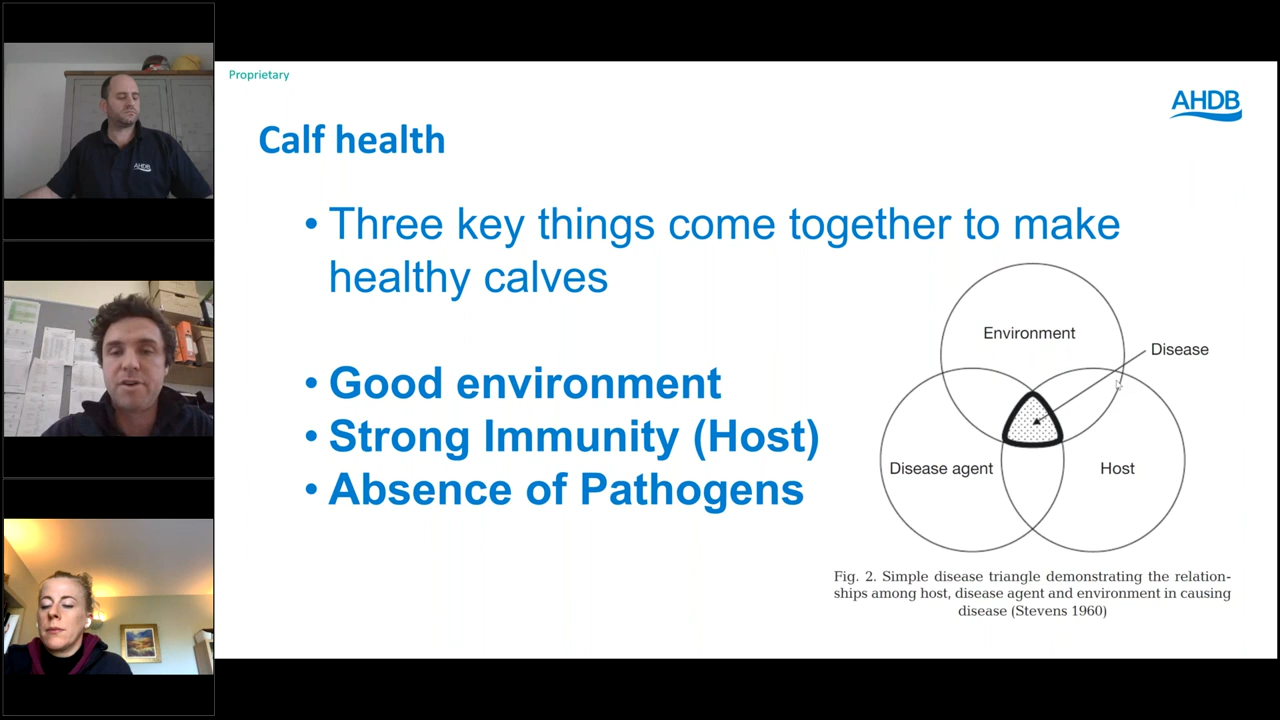 Proprietary
AHDB
Calf health
• Three key things come together to make
healthy calves
• Good environment
• Strong Immunity (Host)
• Absence of Pathogens
Environment
Disease
Disease agent
Host
Fig. 2. Simple disease triangle demonstrating the relation-
ships among host, disease agent and environment in causing
disease (Stevens 1960)
AHDB